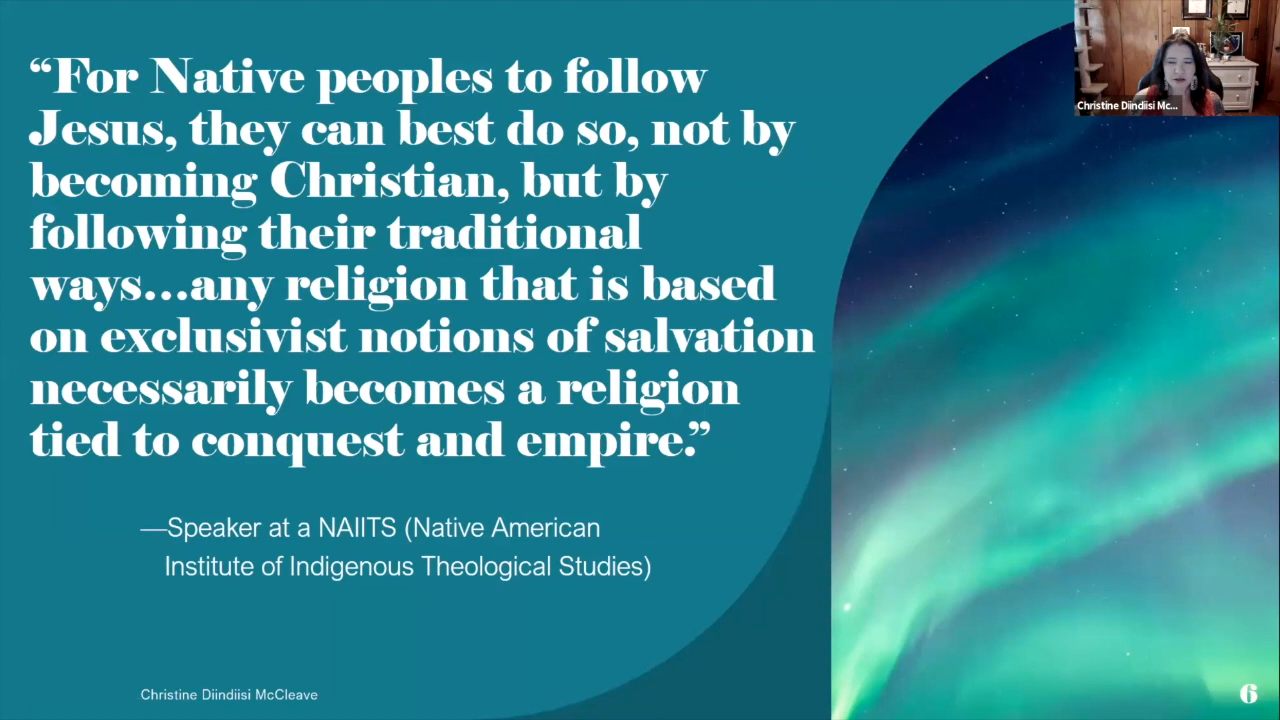 “For Native peoples to follow
Jesus, they can best do so, not by
becoming Christian, but by
following their traditional
ways...any religion that is based
on exclusivist notions of salvation
necessarily becomes a religion
tied to conquest and empire.”
—Speaker at a NAIITS (Native American
Institute of Indigenous Theological Studies)
Christine Diindiisi McCleave
6
Christine Diindiisi Mc...